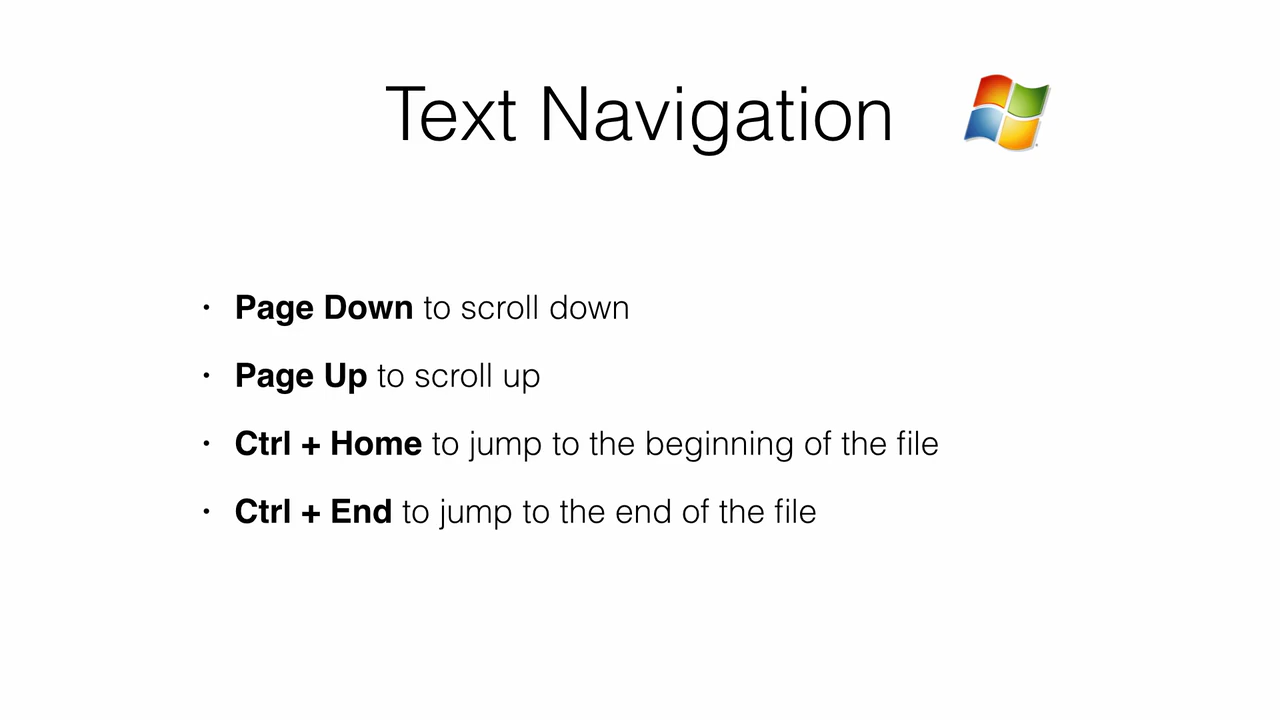 Text Navigation
• Page Down to scroll down
• Page Up to scroll up
• Ctrl + Home to jump to the beginning of the file
• Ctrl + End to jump to the end of the file